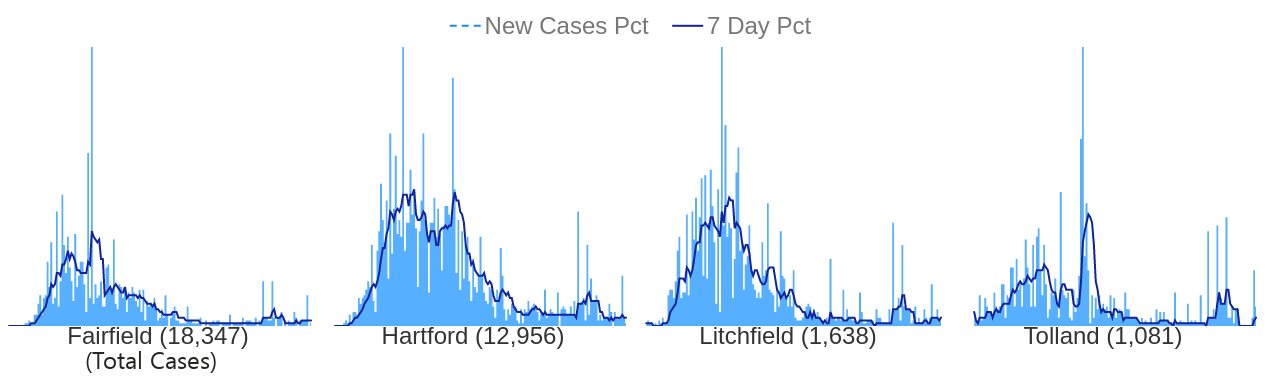 New Cases Pct 7 Day Pct
Fairfield (18,347) Hartford (12,956) Litchfield (1,638) Tolland (1,081)
(Total Cases)